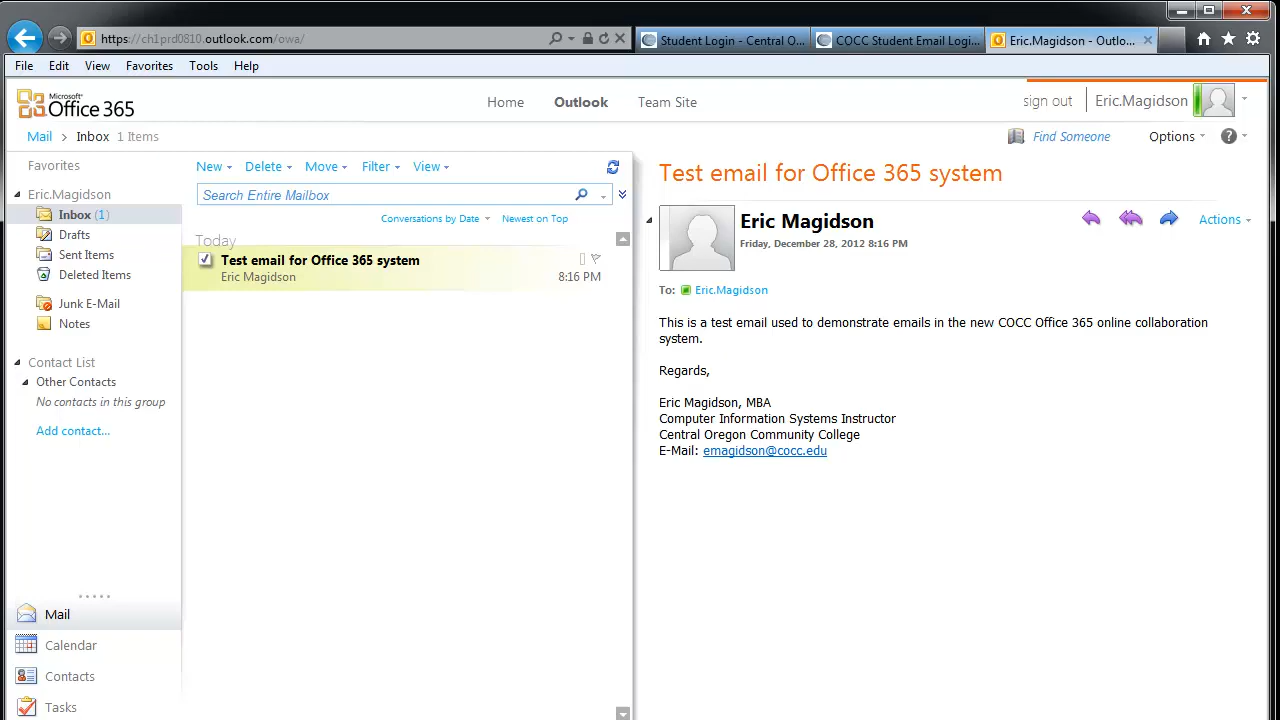 https://ch1prd0810.outlook.com/owa/
Student Login - Central O...
COCC Student Email Logi...
Eric.Magidson - Outlo...
File Edit View Favorites Tools Help
Microsoft®
Office 365
Home Outlook Team Site
sign out Eric.Magidson
Mail > Inbox 1 Items
Find Someone Options
Favorites
Eric.Magidson
Inbox (1)
Drafts
Sent Items
Deleted Items
Junk E-Mail
Notes
Contact List
Other Contacts
No contacts in this group
Add contact...
Mail
Calendar
Contacts
Tasks
New Delete Move Filter View
Search Entire Mailbox
Conversations by Date Newest on Top
Today
Test email for Office 365 system
Eric Magidson 8:16 PM
Test email for Office 365 system
Eric Magidson
Friday, December 28, 2012 8:16 PM
Actions
To: Eric.Magidson
This is a test email used to demonstrate emails in the new COCC Office 365 online collaboration
system.
Regards,
Eric Magidson, MBA
Computer Information Systems Instructor
Central Oregon Community College
E-Mail: emagidson@cocc.edu